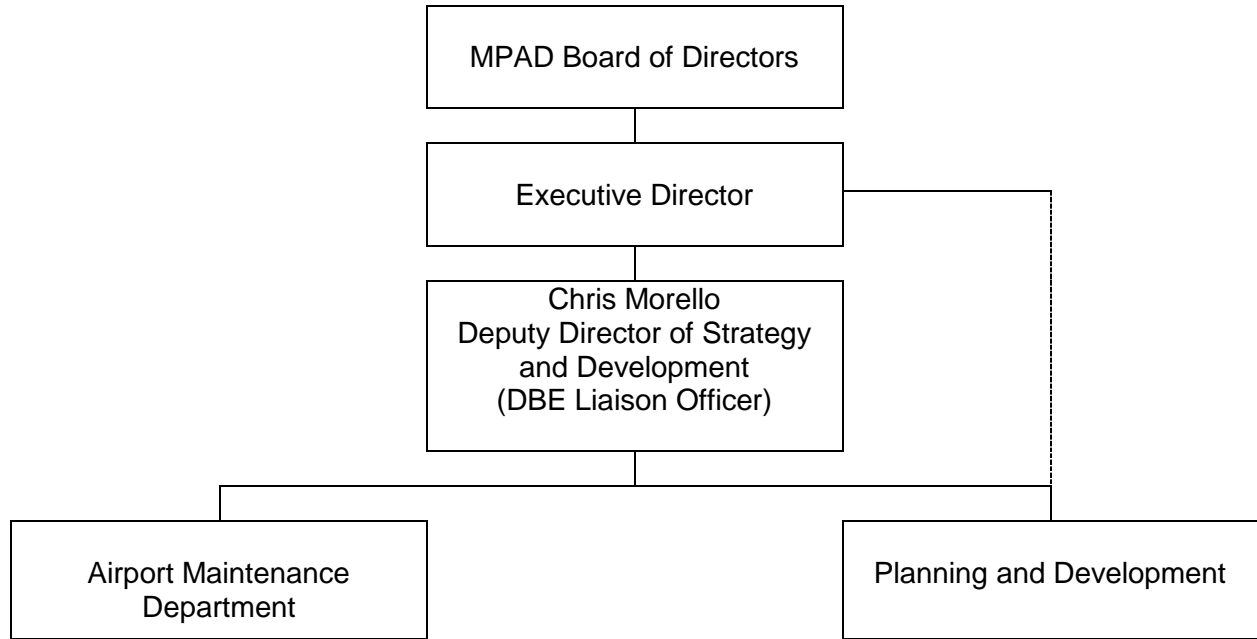 MPAD Board of Directors
Executive Director
Chris Morello
Deputy Director of Strategy
and Development
(DBE Liaison Officer)
Airport Maintenance
Department
Planning and Development